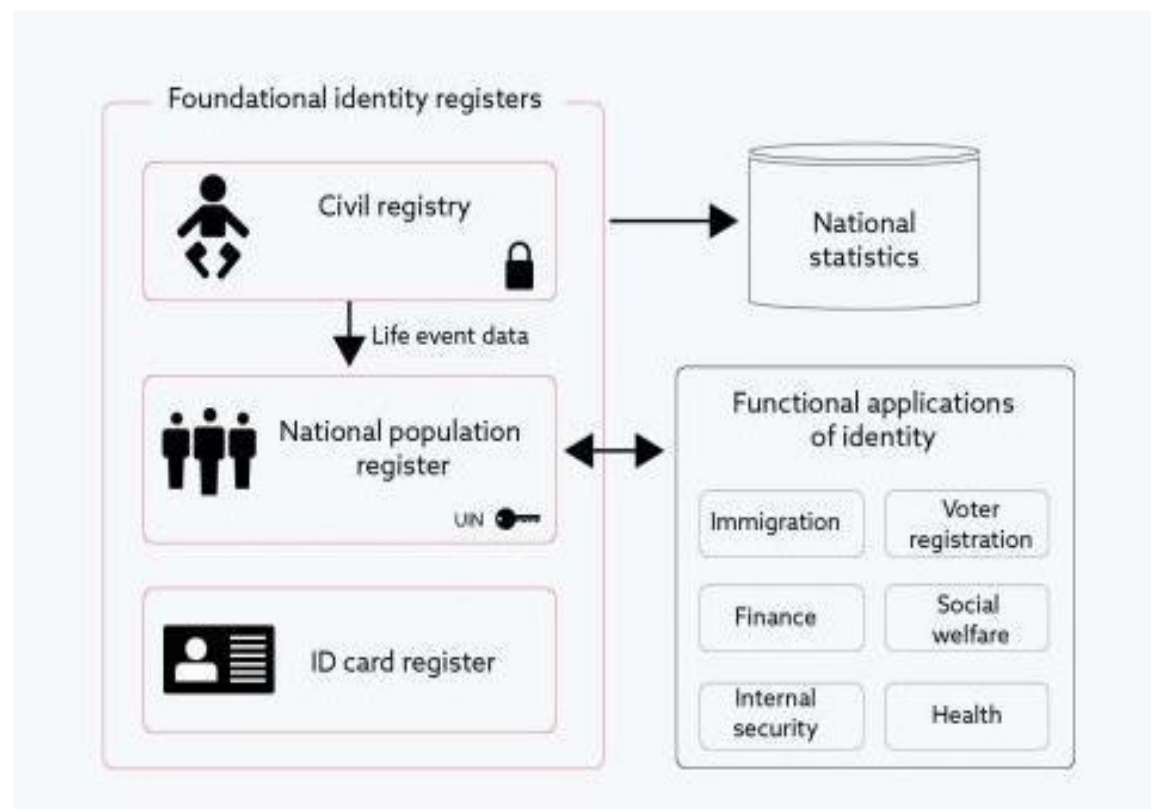 Foundational identity registers
Civil registry
National
statistics
Life event data
National population
register
UIN
Functional applications
of identity
Immigration
Voter
registration
Finance
Social
welfare
ID card register
Internal
security
Health